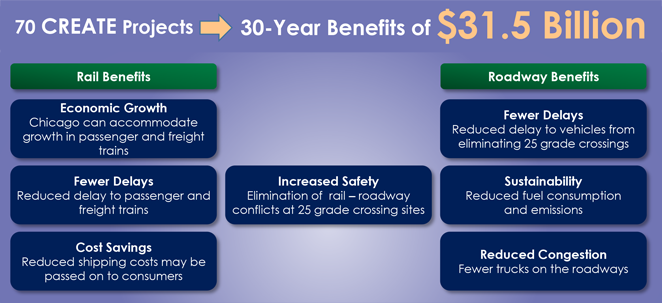 70 CREATE Projects
30-Year Benefits of $31.5 Billion
Rail Benefits
Economic Growth
Chicago can accommodate
growth in passenger and freight
trains
Fewer Delays
Reduced delay to passenger and
freight trains
Cost Savings
Reduced shipping costs may be
passed on to consumers
Increased Safety
Elimination of rail – roadway
conflicts at 25 grade crossing sites
Roadway Benefits
Fewer Delays
Reduced delay to vehicles from
eliminating 25 grade crossings
Sustainability
Reduced fuel consumption
and emissions
Reduced Congestion
Fewer trucks on the roadways